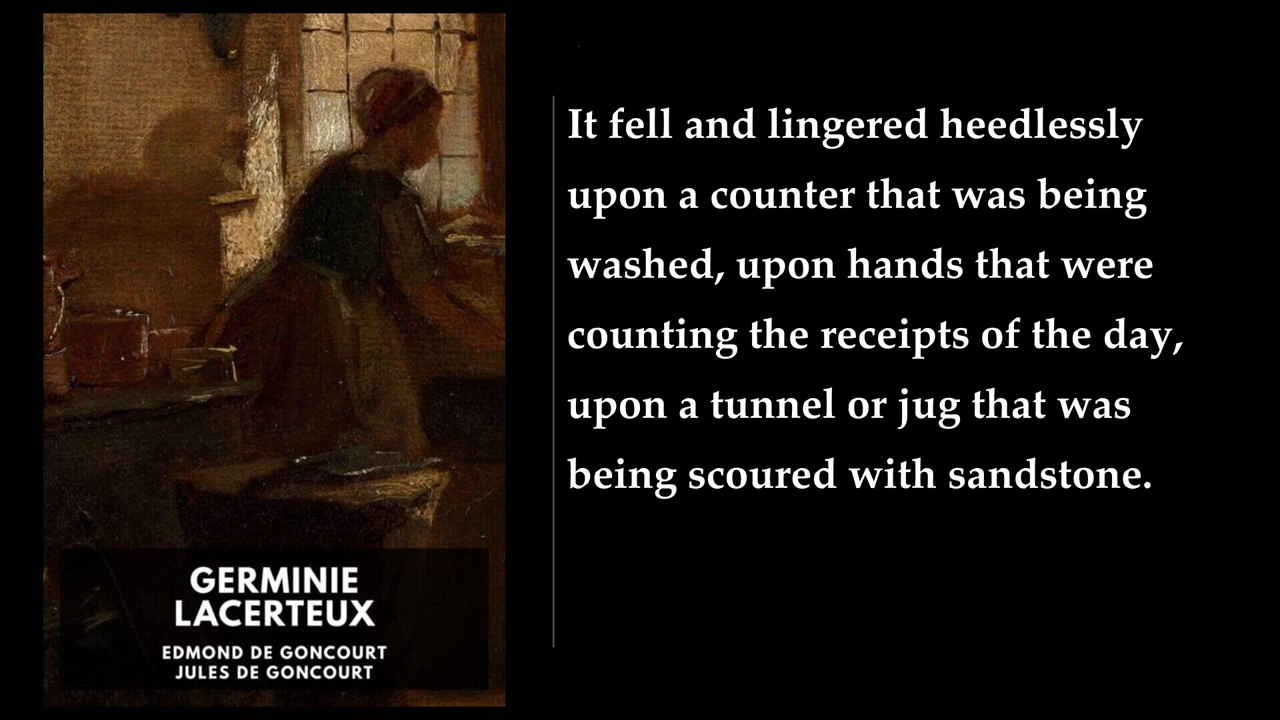 It fell and lingered heedlessly
upon a counter that was being
washed, upon hands that were
counting the receipts of the day,
upon a tunnel or jug that was
being scoured with sandstone.
GERMINIE
LACERTEUX
EDMOND DE GONCOURT
JULES DE GONCOURT